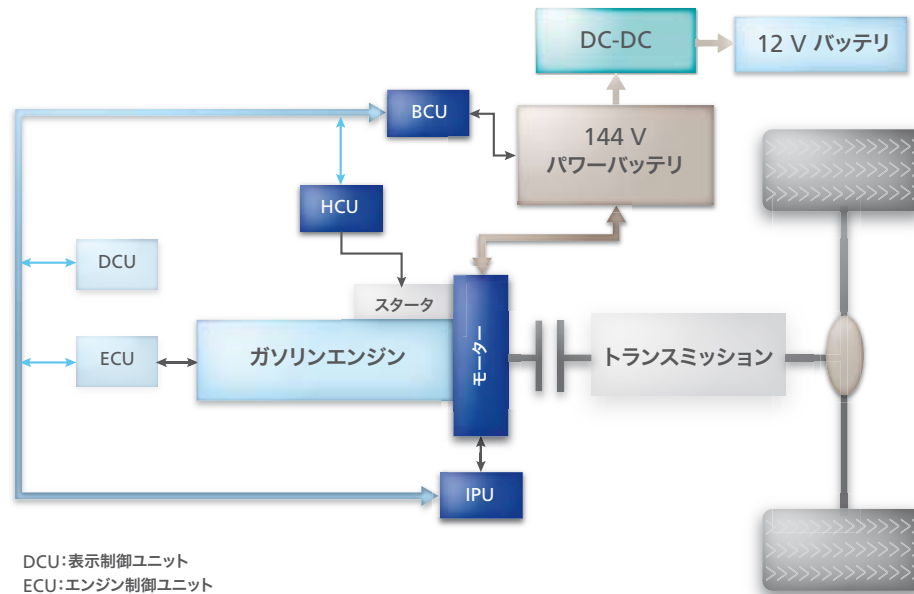 DC-DC
12 V バッテリ
BCU
144 V
パワーバッテリ
HCU
DCU
スタータ
ECU
ガソリンエンジン
モーター
トランスミッション
IPU
DCU:表示制御ユニット
ECU:エンジン制御ユニット